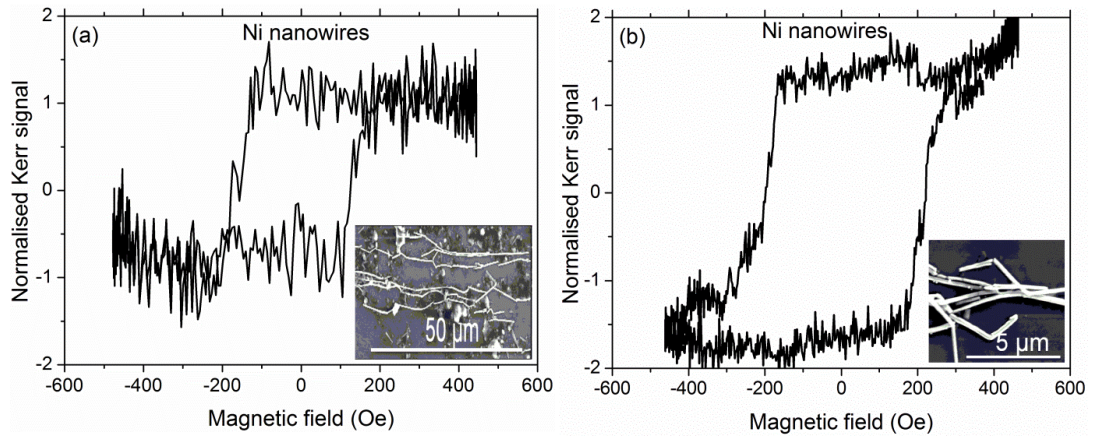 (a)
Ni nanowires
Normalised Kerr signal
2
1
0
-1
-2
-600
-400
-200
0
200
400
600
Magnetic field (Oe)
50 µm
(b)
Ni nanowires
Normalised Kerr signal
2
1
0
-1
-2
-600
-400
-200
0
200
400
600
Magnetic field (Oe)
5 µm